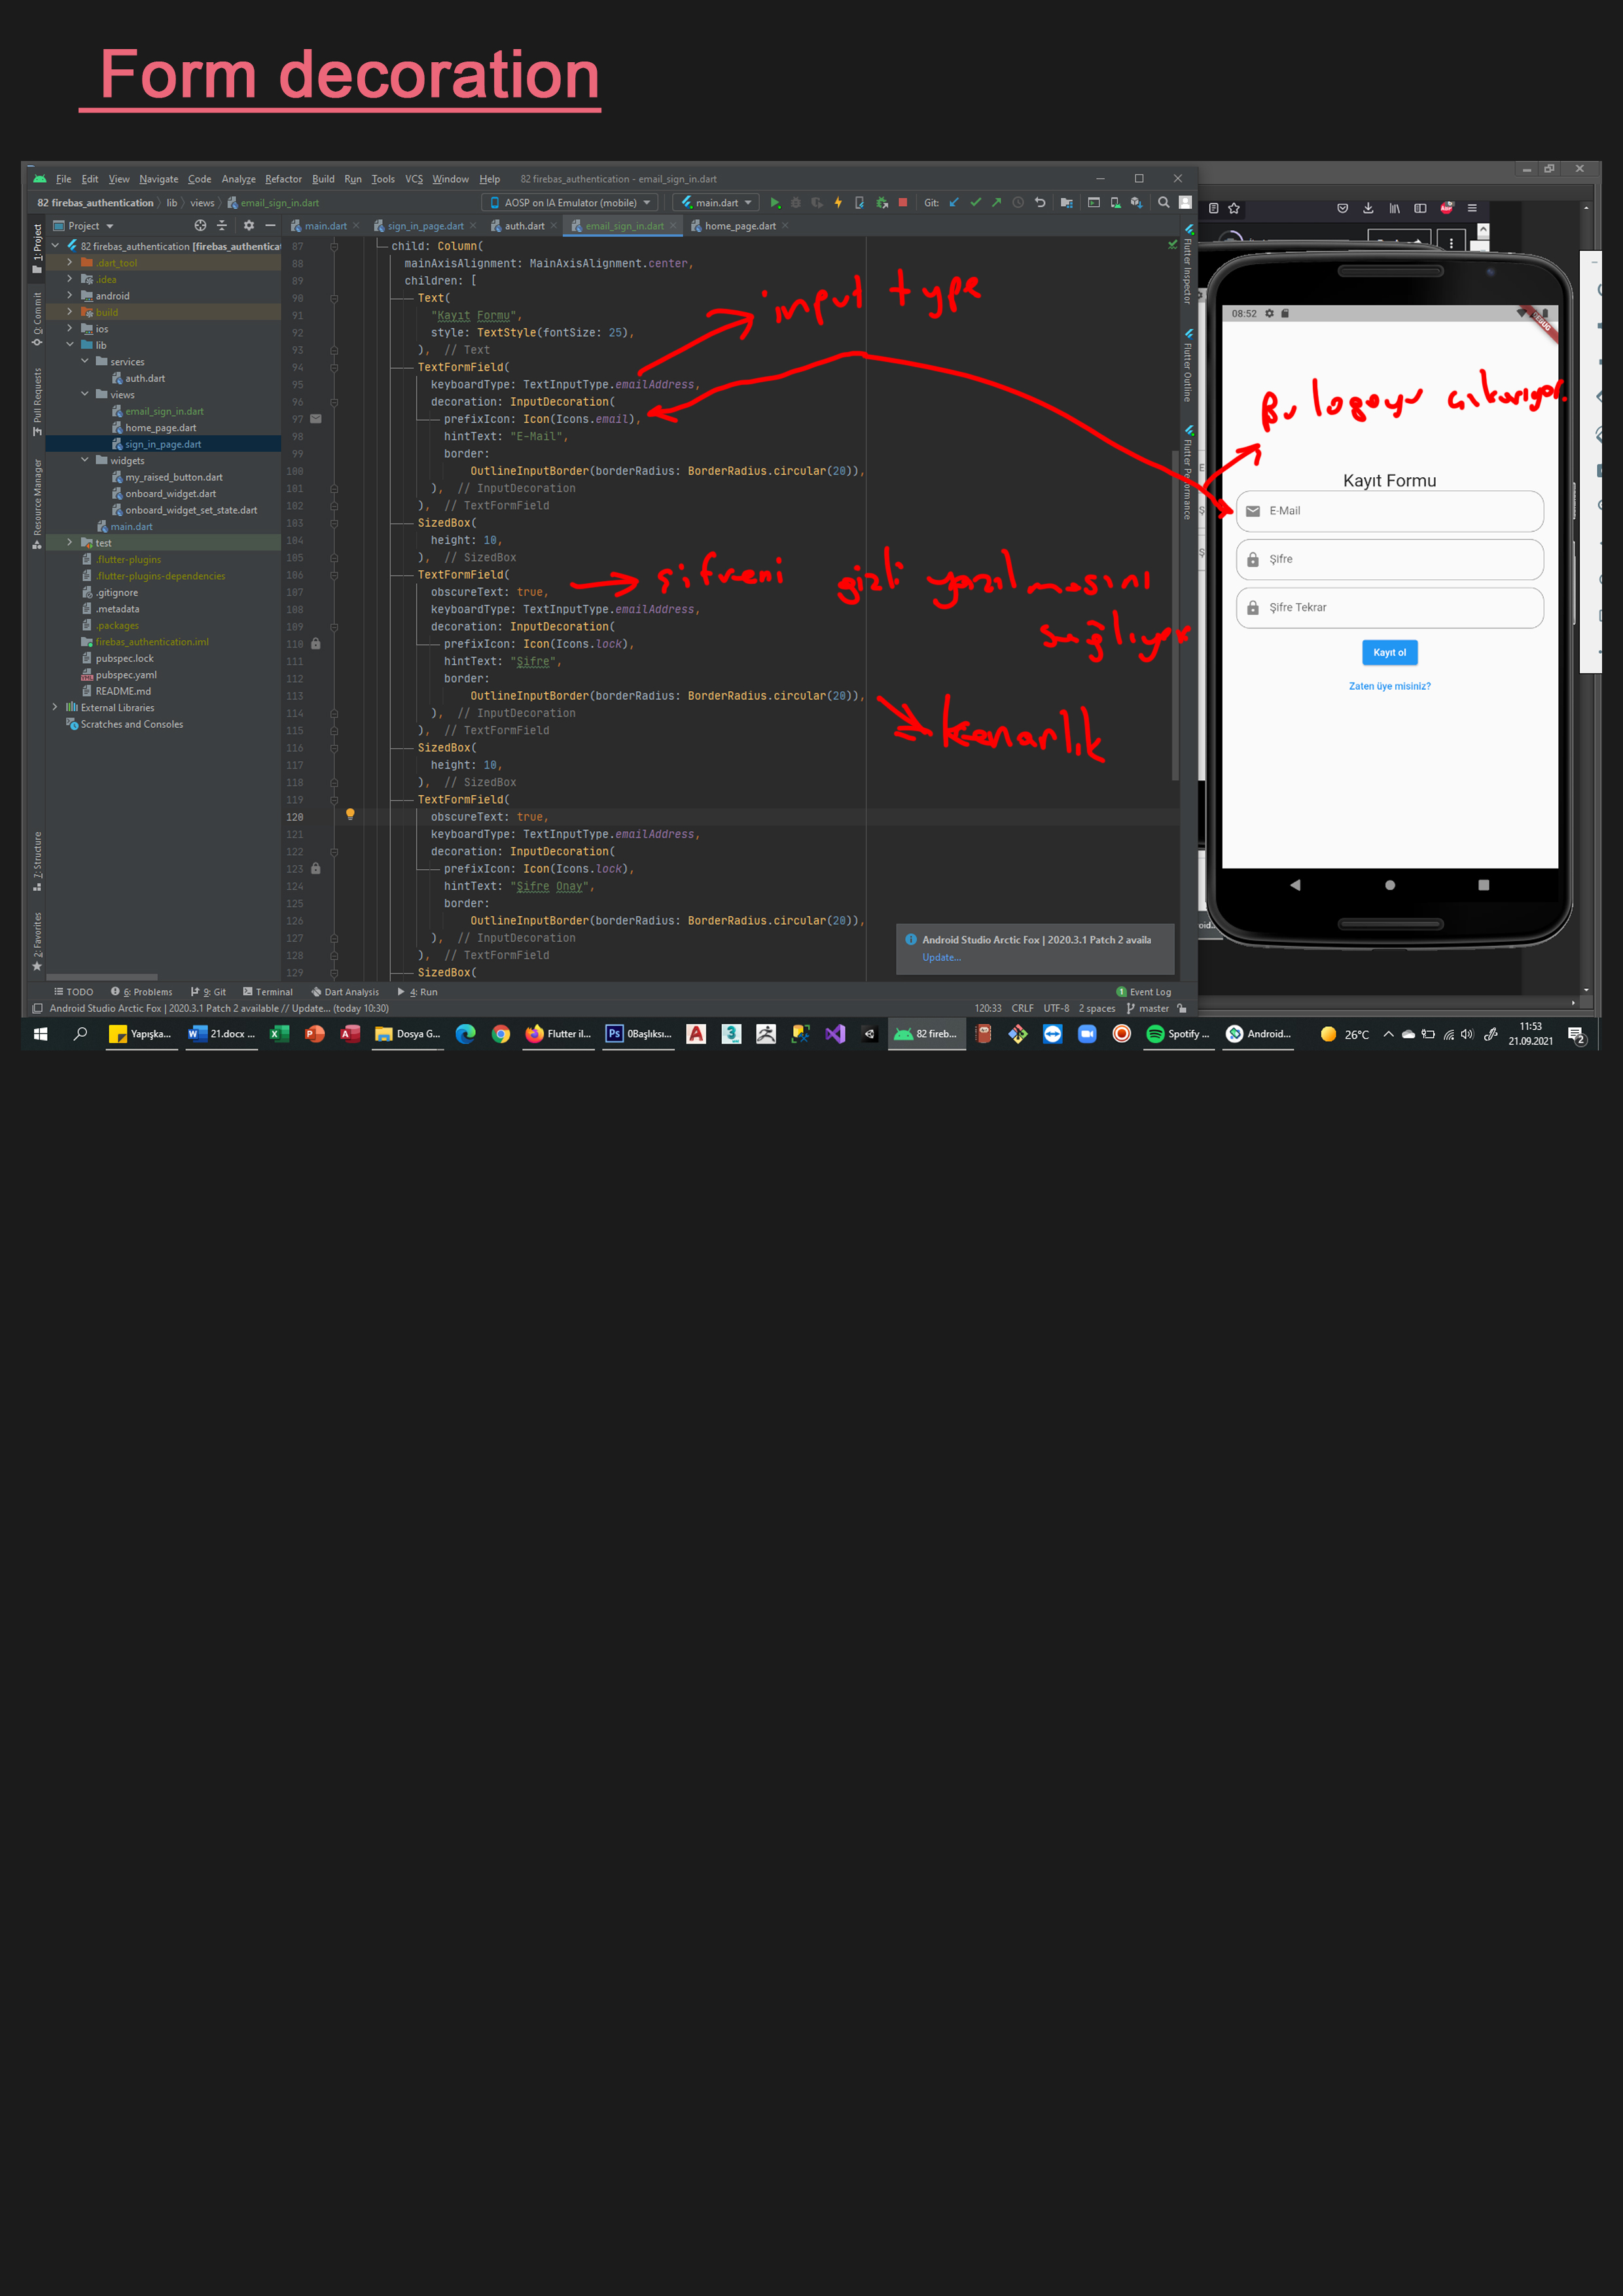 Form decoration
File Edit View Navigate Code Analyze Refactor Build Run Tools VCS Window Help 82 firebas_authentication - email_sign_in.dart
82 firebas_authentication lib views email_sign_in.dart AOSP on IA Emulator (mobile) main.dart Git:
Project main.dart sign_in_page.dart auth.dart email_sign_in.dart home_page.dart
1: Project
0: Commit
Pull Requests
Resource Manager
7: Structure
2: Favorites
82 firebas_authentication [firebas_authenticat
.dart_tool
.idea
android
build
ios
lib
services
auth.dart
views
email_sign_in.dart
home_page.dart
sign_in_page.dart
widgets
my_raised_button.dart
onboard_widget.dart
onboard_widget_set_state.dart
main.dart
test
.flutter-plugins
.flutter-plugins-dependencies
.gitignore
.metadata
.packages
firebas_authentication.iml
pubspec.lock
pubspec.yaml
README.md
External Libraries
Scratches and Consoles
87 child: Column(
88 mainAxisAlignment: MainAxisAlignment.center,
89 children: [
90 Text(
91 "Kayıt Formu",
92 style: TextStyle(fontSize: 25),
93 ), // Text
94 TextFormField(
95 keyboardType: TextInputType.emailAddress,
96 decoration: InputDecoration(
97 prefixIcon: Icon(Icons.email),
98 hintText: "E-Mail",
99 border:
100 OutlineInputBorder(borderRadius: BorderRadius.circular(20)),
101 ), // InputDecoration
102 ), // TextFormField
103 SizedBox(
104 height: 10,
105 ), // SizedBox
106 TextFormField(
107 obscureText: true,
108 keyboardType: TextInputType.emailAddress,
109 decoration: InputDecoration(
110 prefixIcon: Icon(Icons.lock),
111 hintText: "Şifre",
112 border:
113 OutlineInputBorder(borderRadius: BorderRadius.circular(20)),
114 ), // InputDecoration
115 ), // TextFormField
116 SizedBox(
117 height: 10,
118 ), // SizedBox
119 TextFormField(
120 obscureText: true,
121 keyboardType: TextInputType.emailAddress,
122 decoration: InputDecoration(
123 prefixIcon: Icon(Icons.lock),
124 hintText: "Şifre Onay",
125 border:
126 OutlineInputBorder(borderRadius: BorderRadius.circular(20)),
127 ), // InputDecoration
128 ), // TextFormField
129 SizedBox(
input type
şifreni gizli yazılmasını
sağlıyor
kenarlık
Flutter Inspector
Flutter Outline
Flutter Performance
08:52
Bu logoyu çıkarıyor.
Kayıt Formu
E-Mail
Şifre
Şifre Tekrar
Kayıt ol
Zaten üye misiniz?
Android Studio Arctic Fox | 2020.3.1 Patch 2 availa
Update...
TODO 6: Problems 9: Git Terminal Dart Analysis 4: Run 1 Event Log
Android Studio Arctic Fox | 2020.3.1 Patch 2 available // Update... (today 10:30) 120:33 CRLF UTF-8 2 spaces master
Yapışka... 21.docx ... Dosya G... Flutter il... 0Başlıksı... 82 fireb... Spotify ... Android... 26°C 11:53
21.09.2021 2